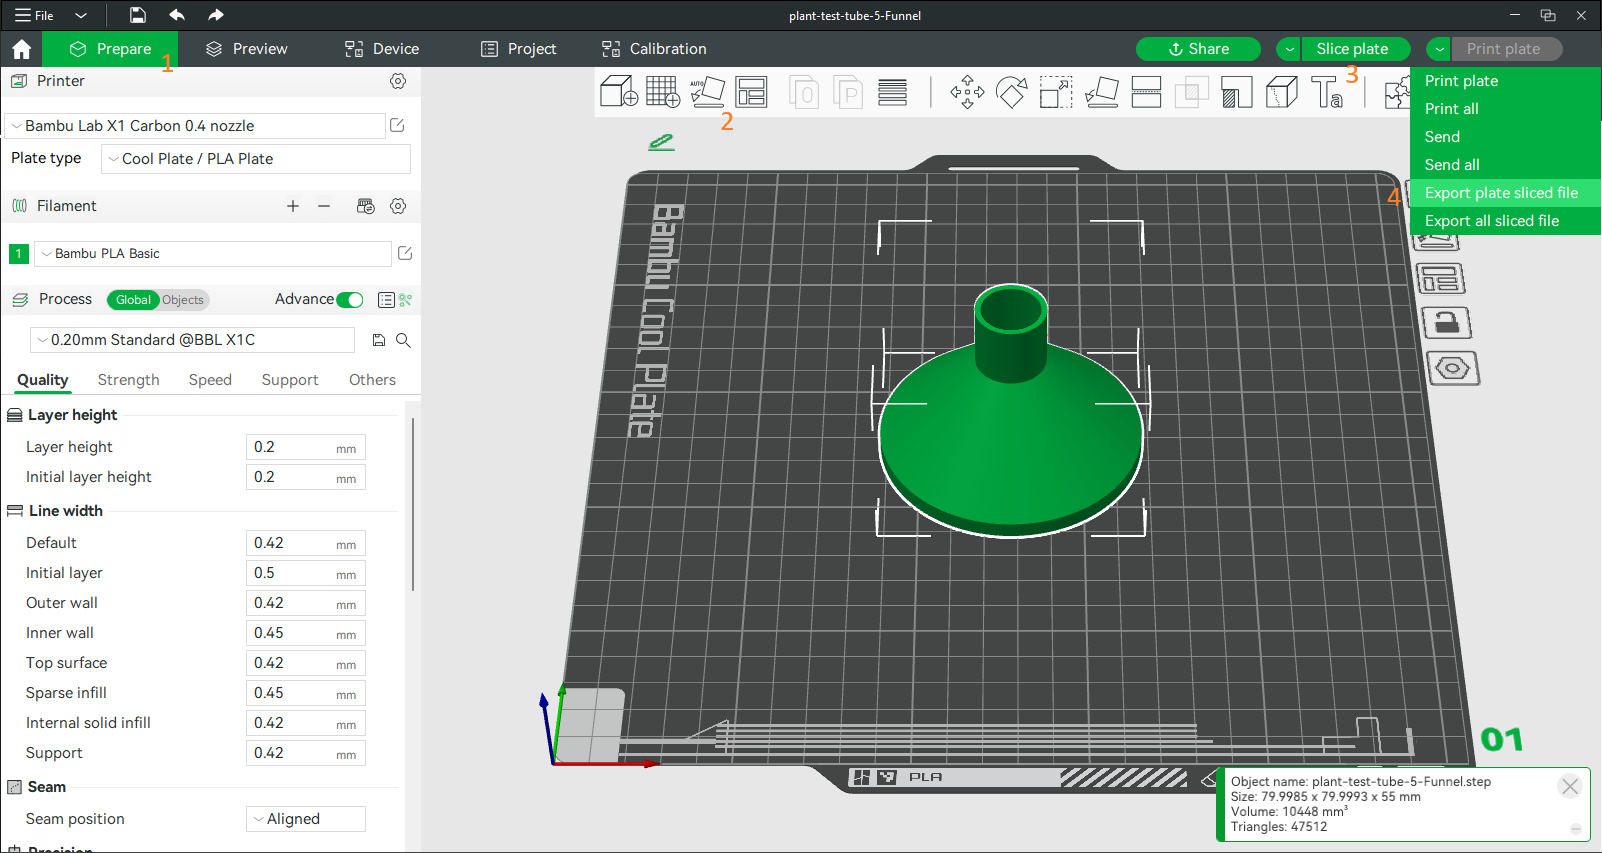 File
plant-test-tube-5-Funnel
Prepare
Preview
Device
Project
Calibration
Share
Slice plate
Print plate
1
2
3
4
Printer
Bambu Lab X1 Carbon 0.4 nozzle
Plate type
Cool Plate / PLA Plate
Filament
1
Bambu PLA Basic
Process
Global
Objects
Advance
0.20mm Standard @BBL X1C
Quality
Strength
Speed
Support
Others
Layer height
Layer height 0.2 mm
Initial layer height 0.2 mm
Line width
Default 0.42 mm
Initial layer 0.5 mm
Outer wall 0.42 mm
Inner wall 0.45 mm
Top surface 0.42 mm
Sparse infill 0.45 mm
Internal solid infill 0.42 mm
Support 0.42 mm
Seam
Seam position Aligned
Precision
AUTO
0
P
Ta
Print plate
Print all
Send
Send all
Export plate sliced file
Export all sliced file
Bambu Cool Plate
PLA
01
Object name: plant-test-tube-5-Funnel.step
Size: 79.9985 x 79.9993 x 55 mm
Volume: 10448 mm³
Triangles: 47512